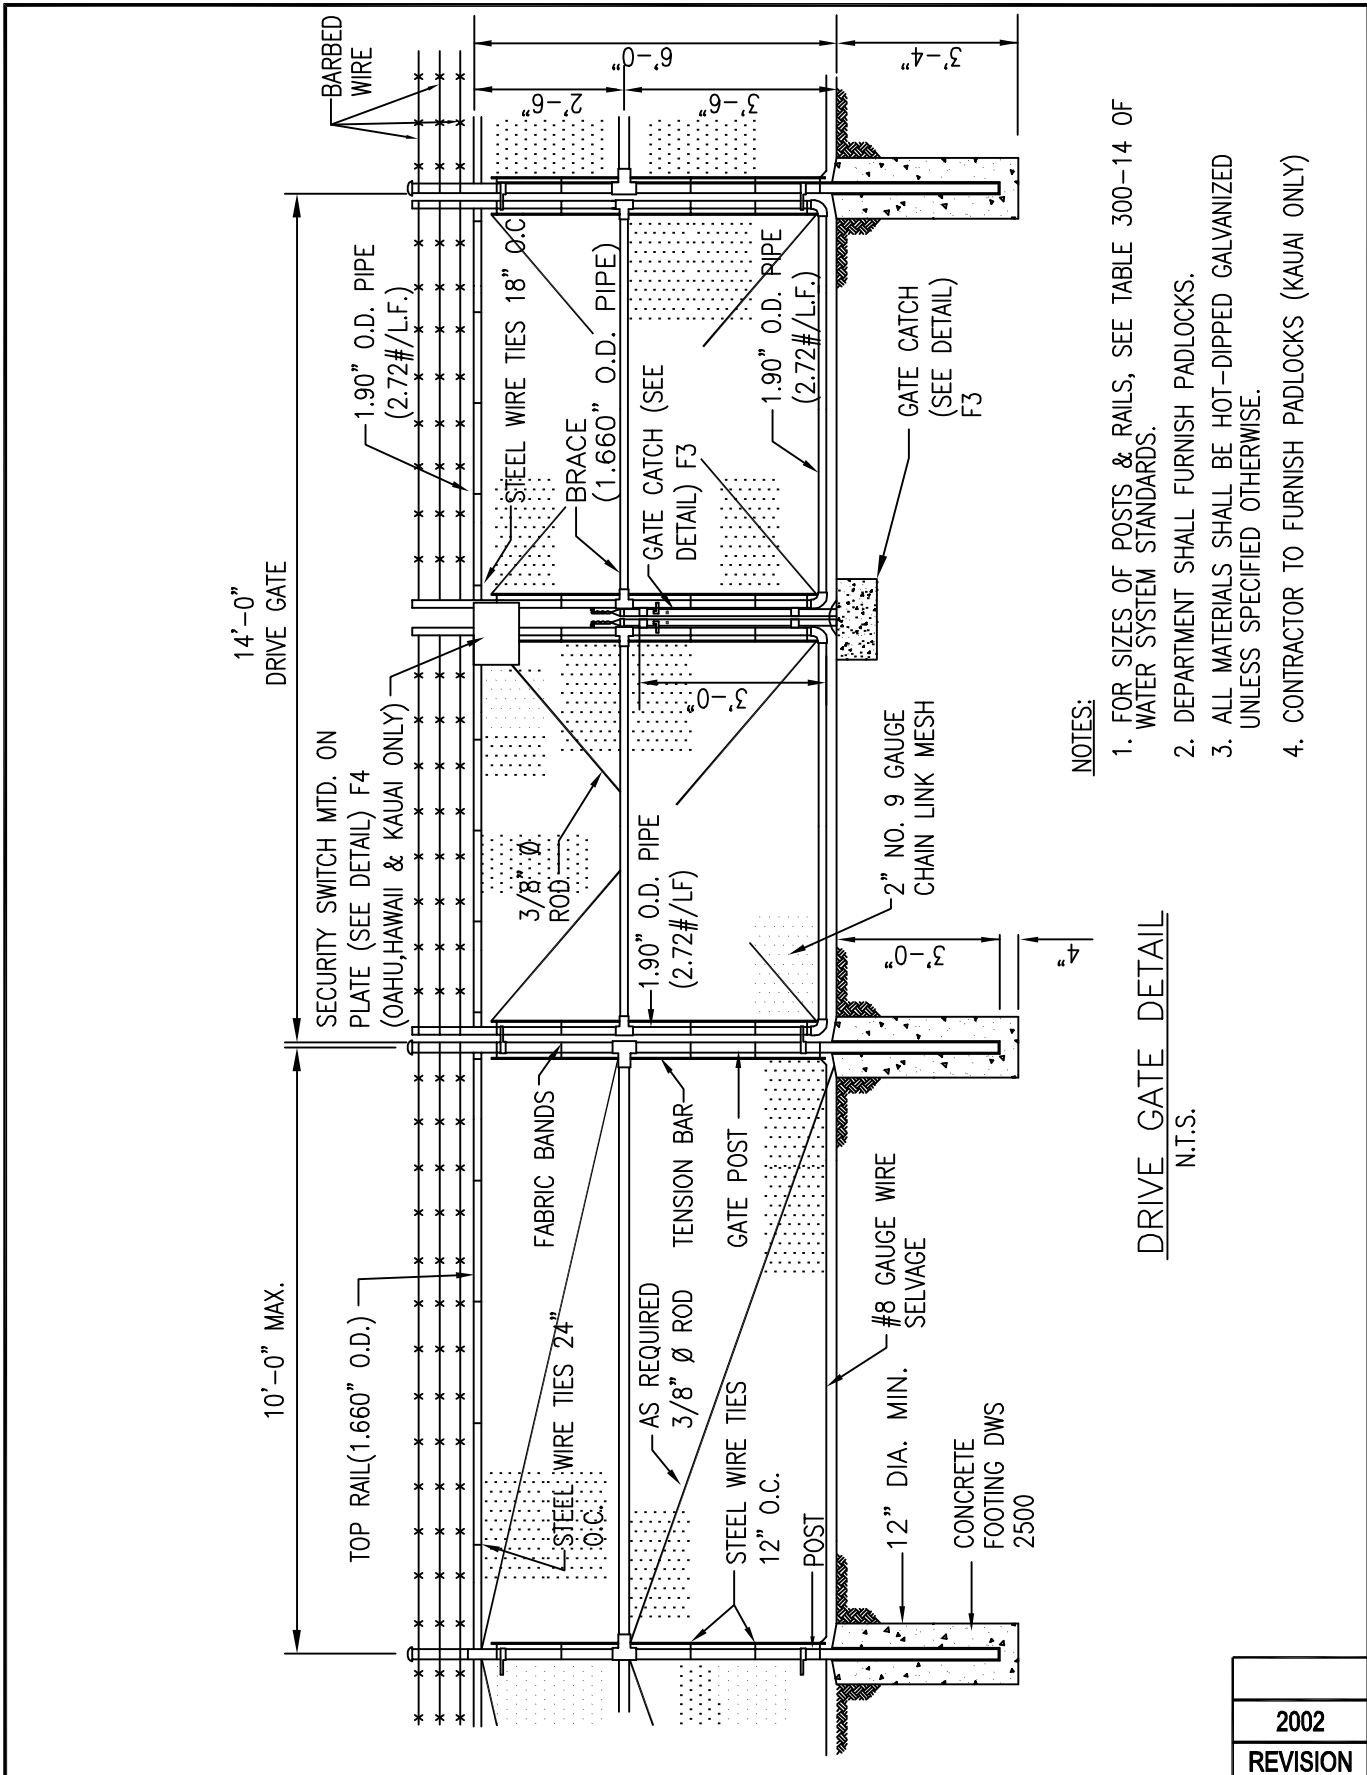 14'-0"
DRIVE GATE
10'-0" MAX.
BARBED
WIRE
SECURITY SWITCH MTD. ON
PLATE (SEE DETAIL) F4
(OAHU,HAWAII & KAUAI ONLY)
1.90" O.D. PIPE
(2.72#/L.F.)
TOP RAIL(1.660" O.D.)
6'-0"
2'-6"
3'-6"
3'-4"
STEEL WIRE TIES 18" O.C
BRACE
(1.660" O.D. PIPE)
GATE CATCH (SEE
DETAIL) F3
1.90" O.D. PIPE
(2.72#/L.F.)
GATE CATCH
(SEE DETAIL)
F3
3/8" Ø
ROD
3'-0"
1.90" O.D. PIPE
(2.72#/LF)
2" NO. 9 GAUGE
CHAIN LINK MESH
3'-0"
4"
FABRIC BANDS
TENSION BAR
GATE POST
STEEL WIRE TIES 24"
O.C.
AS REQUIRED
3/8" Ø ROD
STEEL WIRE TIES
12" O.C.
POST
#8 GAUGE WIRE
SELVAGE
12" DIA. MIN.
CONCRETE
FOOTING DWS
2500
NOTES:
1. FOR SIZES OF POSTS & RAILS, SEE TABLE 300-14 OF
WATER SYSTEM STANDARDS.
2. DEPARTMENT SHALL FURNISH PADLOCKS.
3. ALL MATERIALS SHALL BE HOT-DIPPED GALVANIZED
UNLESS SPECIFIED OTHERWISE.
4. CONTRACTOR TO FURNISH PADLOCKS (KAUAI ONLY)
DRIVE GATE DETAIL
N.T.S.
2002
REVISION